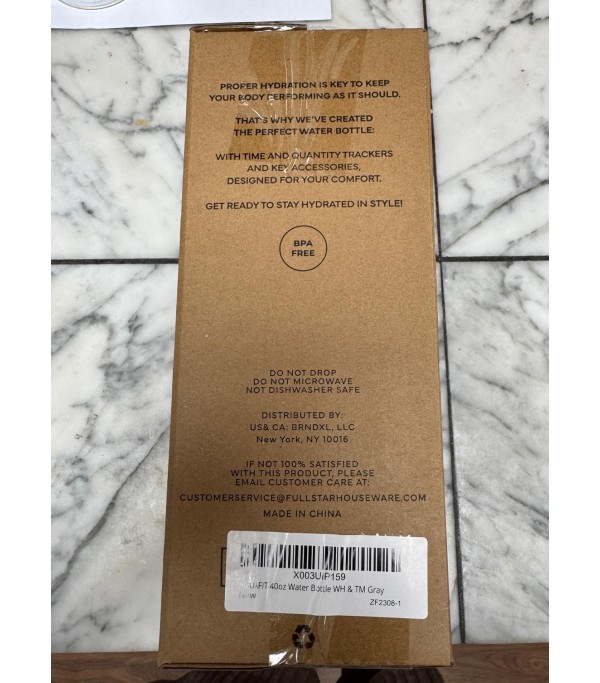 PROPER HYDRATION IS KEY TO KEEP
YOUR BODY PERFORMING AS IT SHOULD.
THAT'S WHY WE'VE CREATED
THE PERFECT WATER BOTTLE:
WITH TIME AND QUANTITY TRACKERS
AND KEY ACCESSORIES,
DESIGNED FOR YOUR COMFORT.
GET READY TO STAY HYDRATED IN STYLE!
BPA
FREE
DO NOT DROP
DO NOT MICROWAVE
NOT DISHWASHER SAFE
DISTRIBUTED BY:
US& CA: BRNDXL, LLC
New York, NY 10016
IF NOT 100% SATISFIED
WITH THIS PRODUCT, PLEASE
EMAIL CUSTOMER CARE AT:
CUSTOMERSERVICE@FULLSTARHOUSEWARE.COM
MADE IN CHINA
40oz Water Bottle WH & TM Gray
New
ZF2308-1